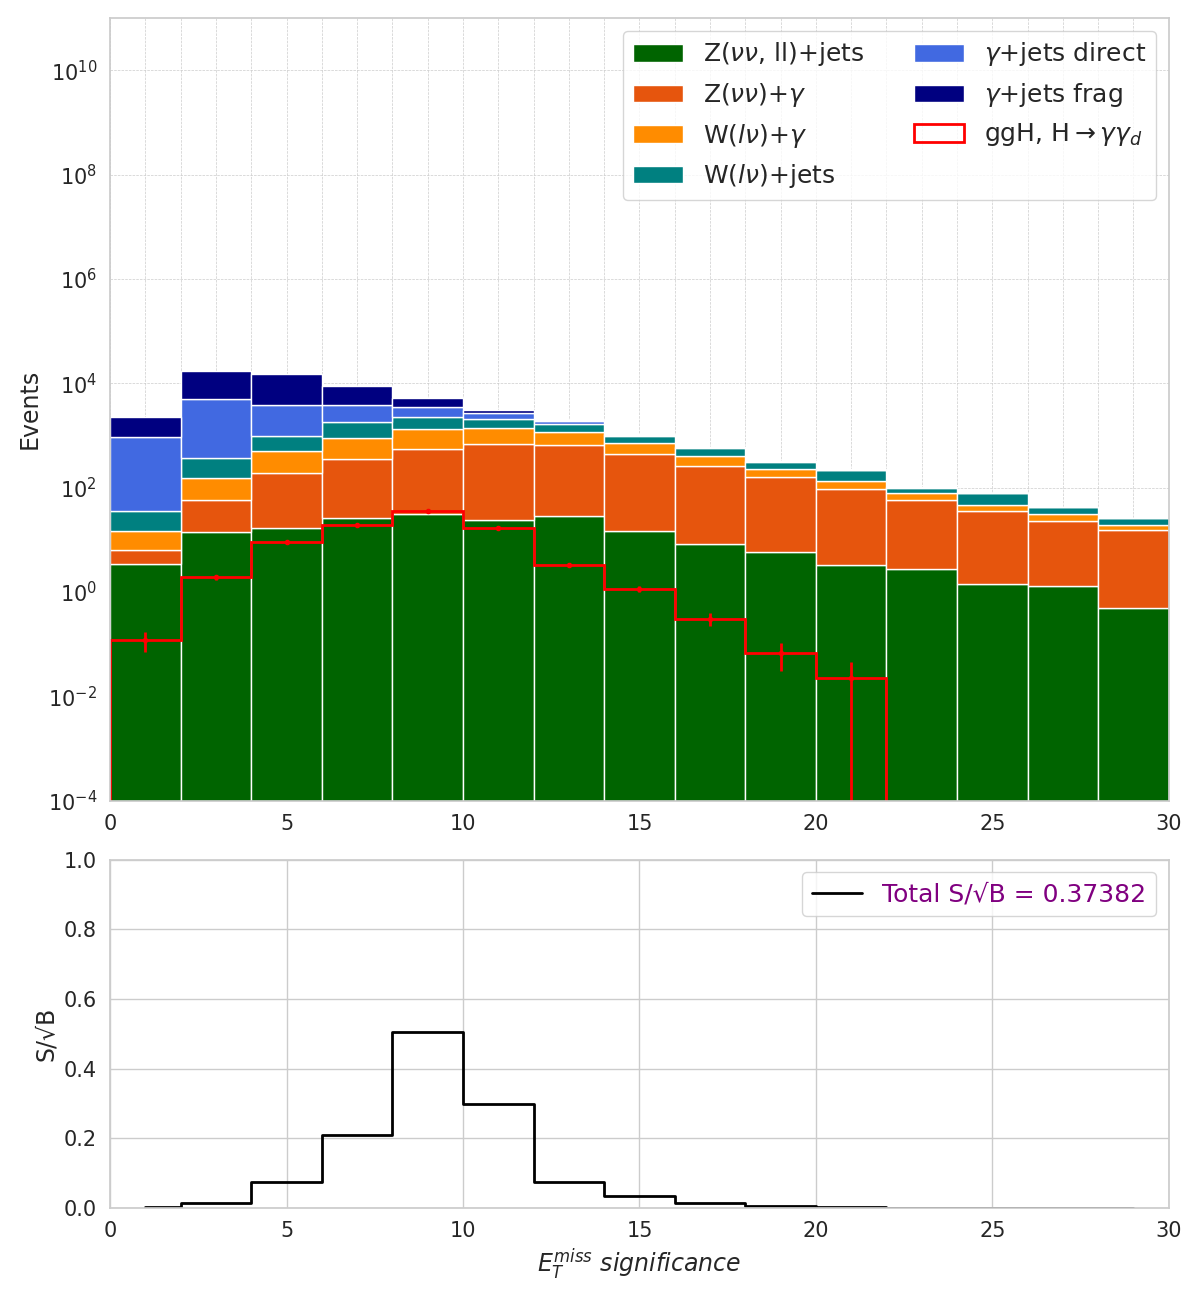 Z(νν, ll)+jets
Z(νν)+γ
W(lν)+γ
W(lν)+jets
γ+jets direct
γ+jets frag
ggH, H→γγ_d
Events
10^10
10^8
10^6
10^4
10^2
10^0
10^−2
10^−4
0 5 10 15 20 25 30
Total S/√B = 0.37382
S/√B
1.0
0.8
0.6
0.4
0.2
0.0
0 5 10 15 20 25 30
E_T^miss significance